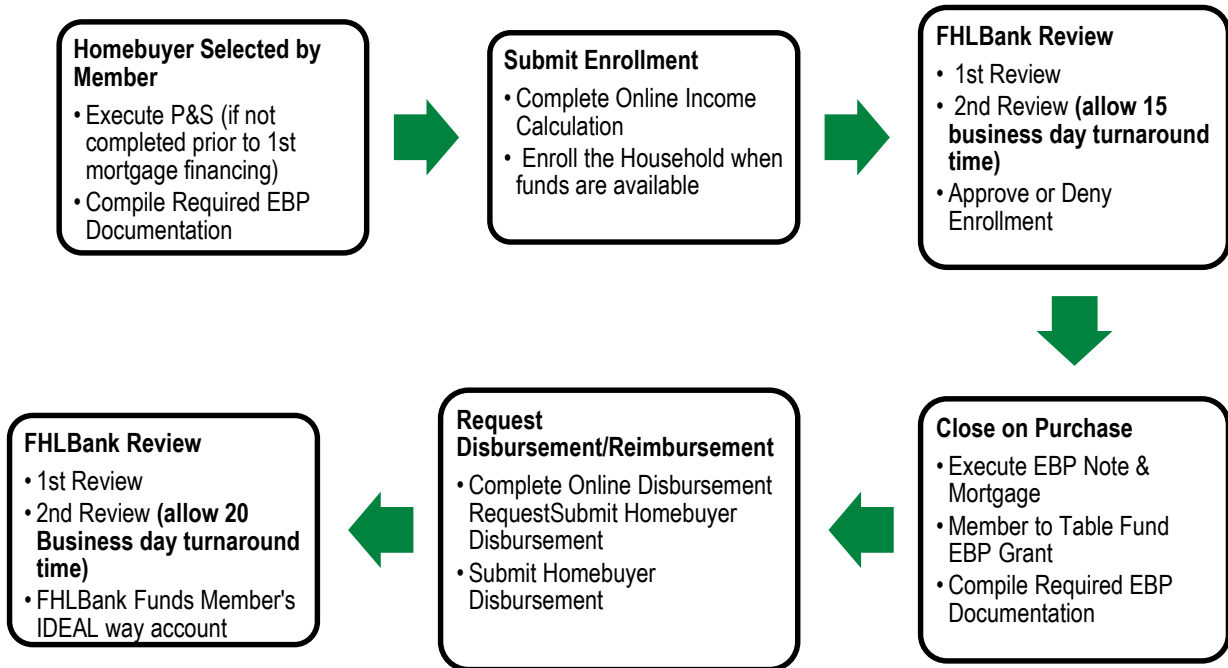 Homebuyer Selected by
Member
• Execute P&S (if not
completed prior to 1st
mortgage financing)
• Compile Required EBP
Documentation
Submit Enrollment
• Complete Online Income
Calculation
• Enroll the Household when
funds are available
FHLBank Review
• 1st Review
• 2nd Review (allow 15
business day turnaround
time)
• Approve or Deny
Enrollment
Close on Purchase
• Execute EBP Note &
Mortgage
• Member to Table Fund
EBP Grant
• Compile Required EBP
Documentation
Request
Disbursement/Reimbursement
• Complete Online Disbursement
RequestSubmit Homebuyer
Disbursement
• Submit Homebuyer
Disbursement
FHLBank Review
• 1st Review
• 2nd Review (allow 20
Business day turnaround
time)
• FHLBank Funds Member's
IDEAL way account